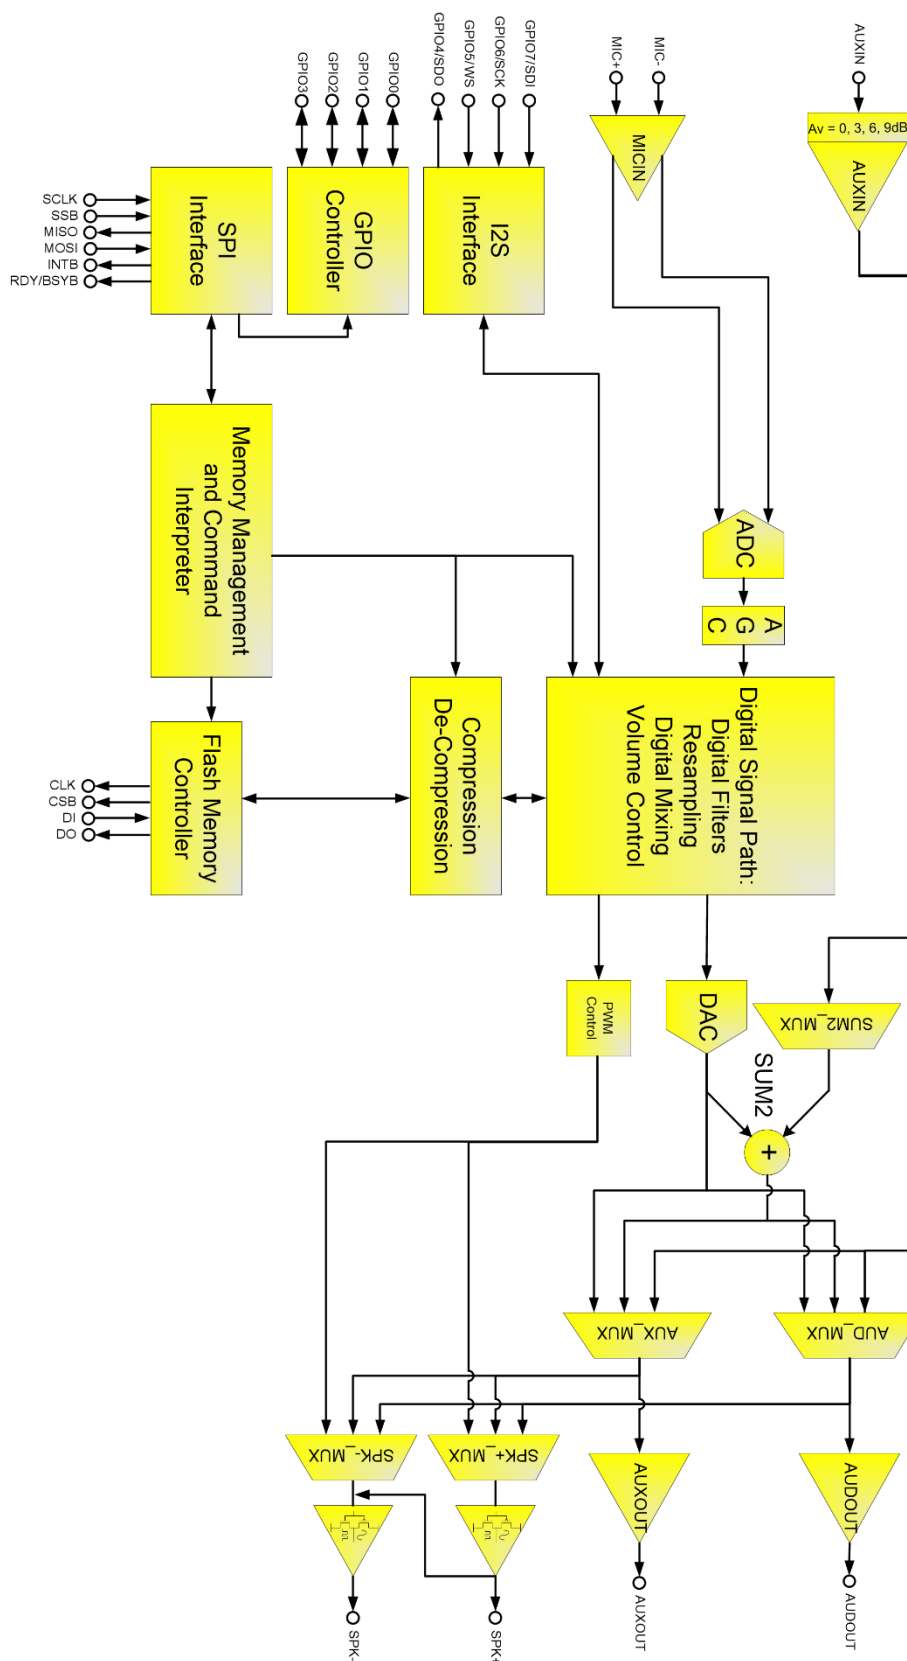 GPIO3
GPIO2
GPIO1
GPIO0
GPIO4/SDO
GPIO5/WS
GPIO6/SCK
GPIO7/SDI
MIC+
MIC-
AUXIN
Av = 0, 3, 6, 9dB
AUXIN
MICIN
SCLK
SSB
MISO
MOSI
INTB
RDY/BSYB
SPI
Interface
GPIO
Controller
I2S
Interface
Memory Management
and Command
Interpreter
ADC
A
G
C
Flash Memory
Controller
CLK
CSB
DI
DO
Compression
De-Compression
Digital Signal Path:
Digital Filters
Resampling
Digital Mixing
Volume Control
PWM
Control
DAC
SUM2_MUX
SUM2
+
AUX_MUX
AUD_MUX
SPK-_MUX
SPK+_MUX
AUXOUT
AUDOUT
SPK-
SPK+
AUXOUT
AUDOUT